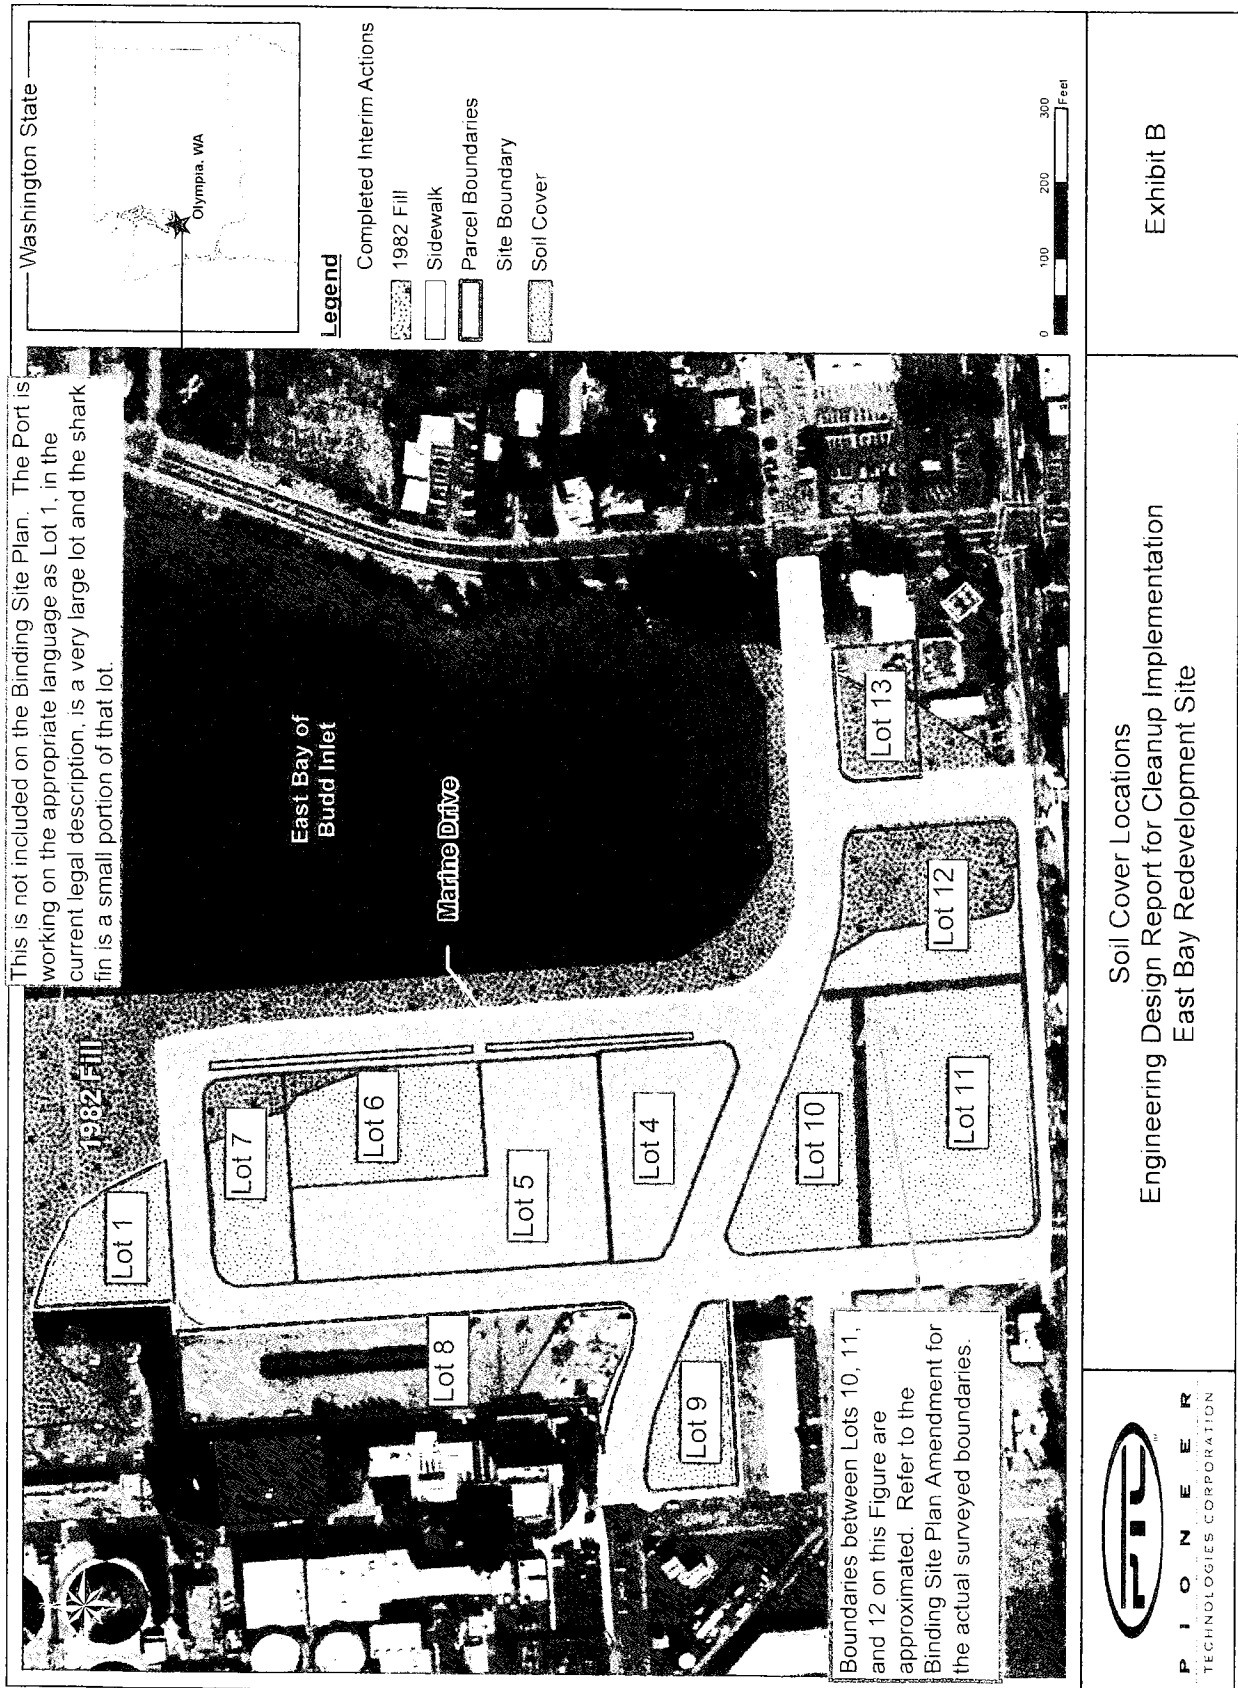 This is not included on the Binding Site Plan. The Port is
working on the appropriate language as Lot 1, in the
current legal description, is a very large lot and the shark
fin is a small portion of that lot.
Washington State
Olympia, WA
Legend
Completed Interim Actions
1982 Fill
Sidewalk
Parcel Boundaries
Site Boundary
Soil Cover
0
100
200
300
Feet
1982 Fill
East Bay of
Budd Inlet
Marine Drive
Lot 1
Lot 7
Lot 6
Lot 5
Lot 4
Lot 8
Lot 9
Lot 10
Lot 11
Lot 12
Lot 13
Boundaries between Lots 10, 11,
and 12 on this Figure are
approximated. Refer to the
Binding Site Plan Amendment for
the actual surveyed boundaries.
PIONEER
TECHNOLOGIES CORPORATION
Soil Cover Locations
Engineering Design Report for Cleanup Implementation
East Bay Redevelopment Site
Exhibit B